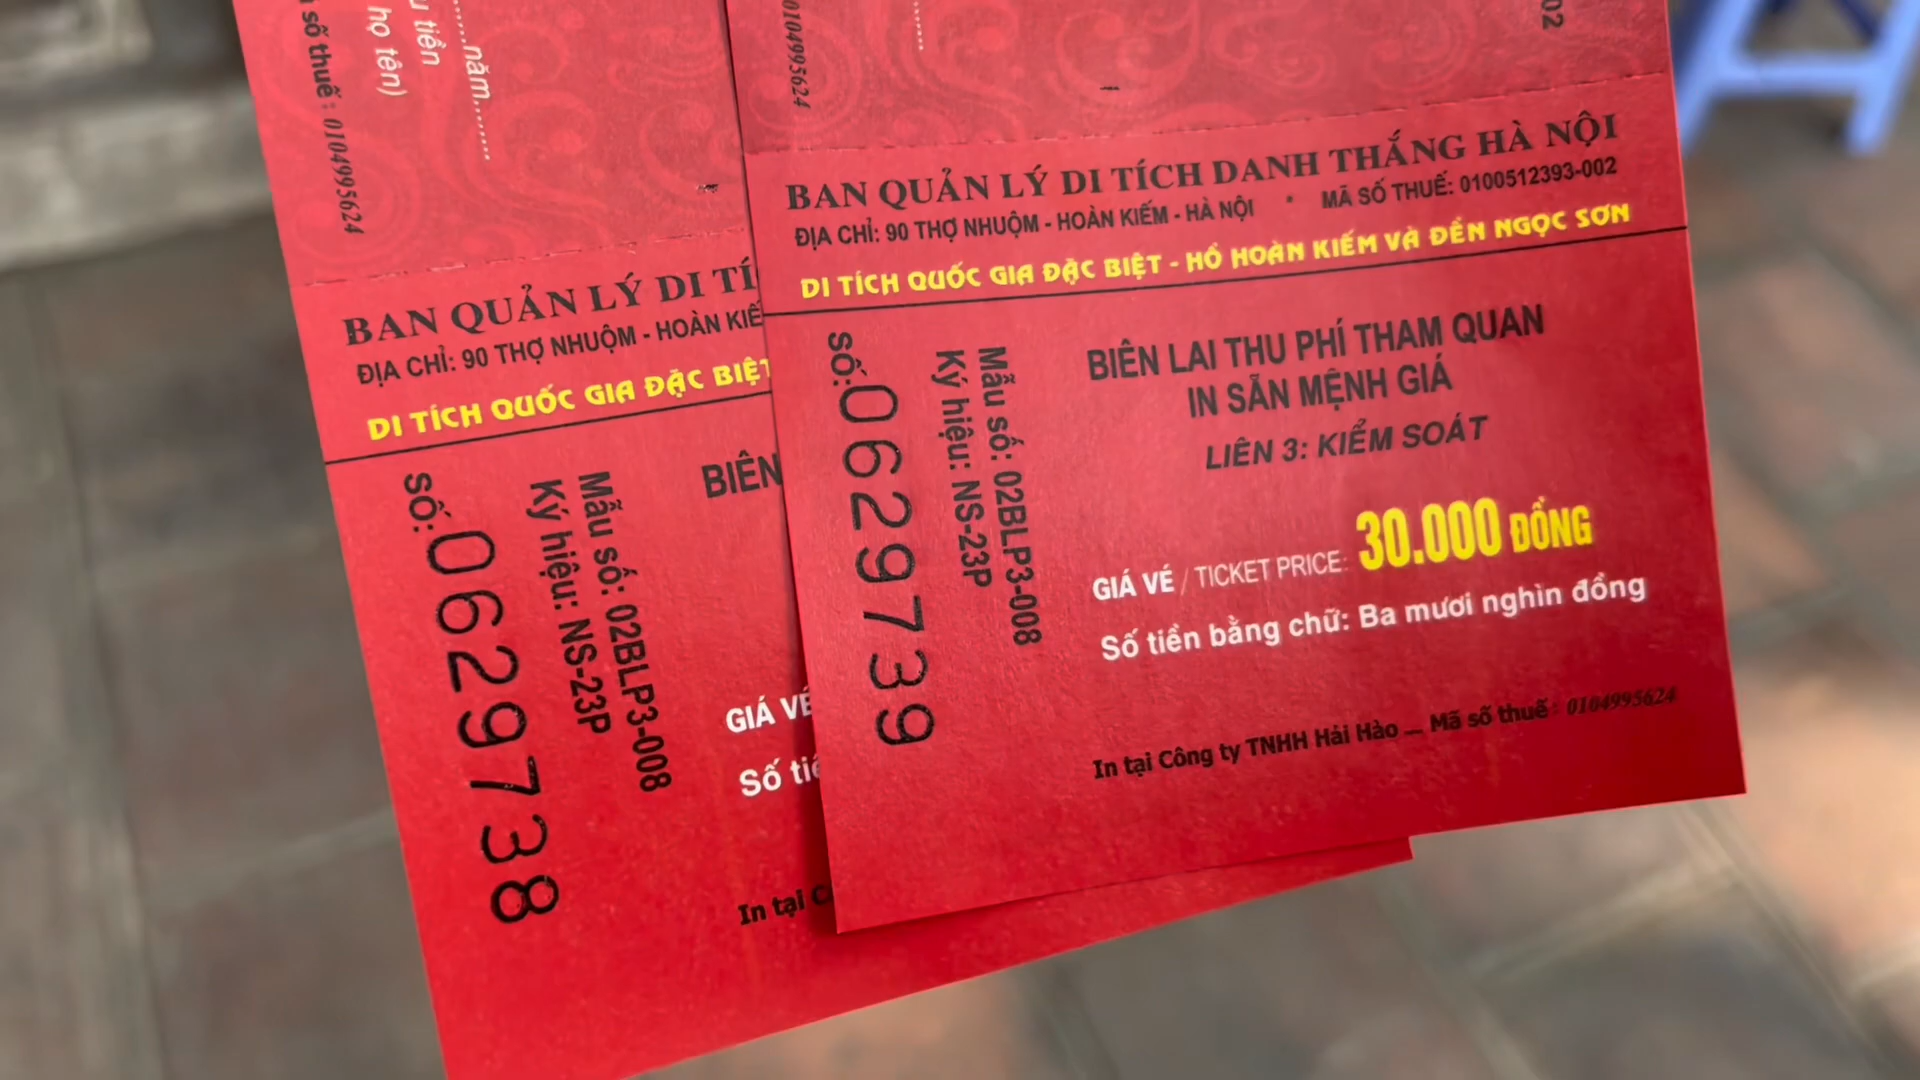 số thuế : 0104995624
họ tên)
tiền
.....năm.......
BAN QUẢN LÝ DI TÍ
ĐỊA CHỈ: 90 THỢ NHUỘM - HOÀN KIẾ
DI TÍCH QUỐC GIA ĐẶC BIỆT
Số: 0629738
Ký hiệu: NS-23P
Mẫu số: 02BLP3-008
BIÊN
GIÁ VÉ
Số tiề
In tại C
0104995624
02
BAN QUẢN LÝ DI TÍCH DANH THẮNG HÀ NỘI
ĐỊA CHỈ: 90 THỢ NHUỘM - HOÀN KIẾM - HÀ NỘI * MÃ SỐ THUẾ: 0100512393-002
DI TÍCH QUỐC GIA ĐẶC BIỆT - HỒ HOÀN KIẾM VÀ ĐỀN NGỌC SƠN
Số: 0629739
Ký hiệu: NS-23P
Mẫu số: 02BLP3-008
BIÊN LAI THU PHÍ THAM QUAN
IN SẴN MỆNH GIÁ
LIÊN 3: KIỂM SOÁT
GIÁ VÉ / TICKET PRICE: 30.000 ĐỒNG
Số tiền bằng chữ: Ba mươi nghìn đồng
In tại Công ty TNHH Hải Hào _ Mã số thuế : 0104995624